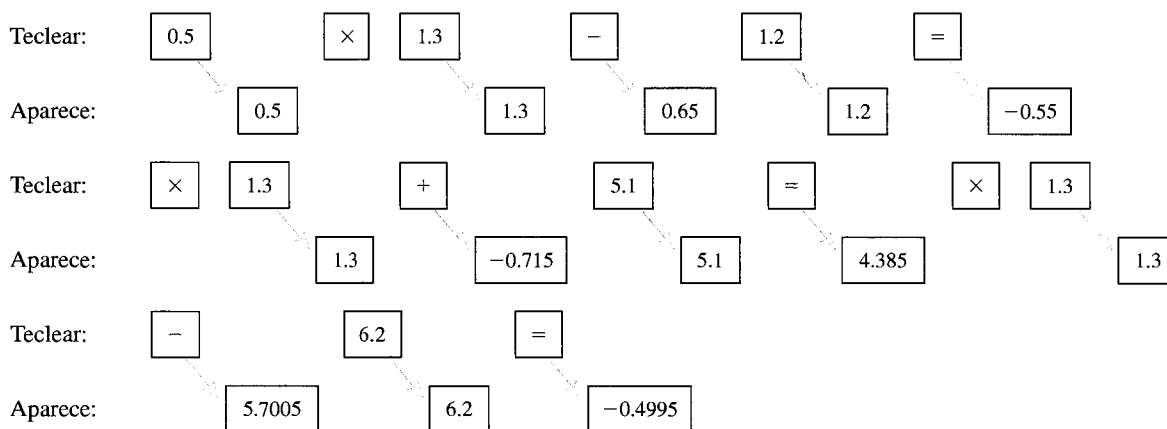 Teclear: 0.5 × 1.3 − 1.2 =
Aparece: 0.5 1.3 0.65 1.2 −0.55
Teclear: × 1.3 + 5.1 = × 1.3
Aparece: 1.3 −0.715 5.1 4.385 1.3
Teclear: − 6.2 =
Aparece: 5.7005 6.2 −0.4995